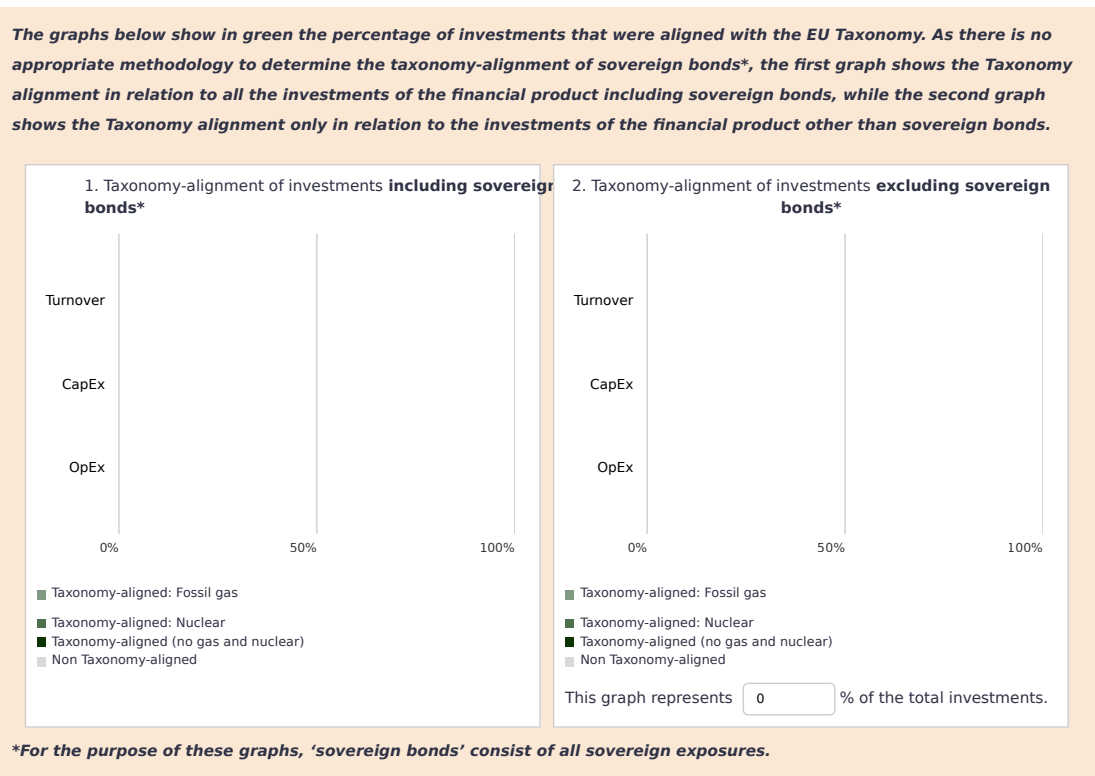 The graphs below show in green the percentage of investments that were aligned with the EU Taxonomy. As there is no
appropriate methodology to determine the taxonomy-alignment of sovereign bonds*, the first graph shows the Taxonomy
alignment in relation to all the investments of the financial product including sovereign bonds, while the second graph
shows the Taxonomy alignment only in relation to the investments of the financial product other than sovereign bonds.
1. Taxonomy-alignment of investments including sovereign
bonds*
Turnover
CapEx
OpEx
0% 50% 100%
Taxonomy-aligned: Fossil gas
Taxonomy-aligned: Nuclear
Taxonomy-aligned (no gas and nuclear)
Non Taxonomy-aligned
2. Taxonomy-alignment of investments excluding sovereign
bonds*
Turnover
CapEx
OpEx
0% 50% 100%
Taxonomy-aligned: Fossil gas
Taxonomy-aligned: Nuclear
Taxonomy-aligned (no gas and nuclear)
Non Taxonomy-aligned
This graph represents 0 % of the total investments.
*For the purpose of these graphs, ‘sovereign bonds’ consist of all sovereign exposures.